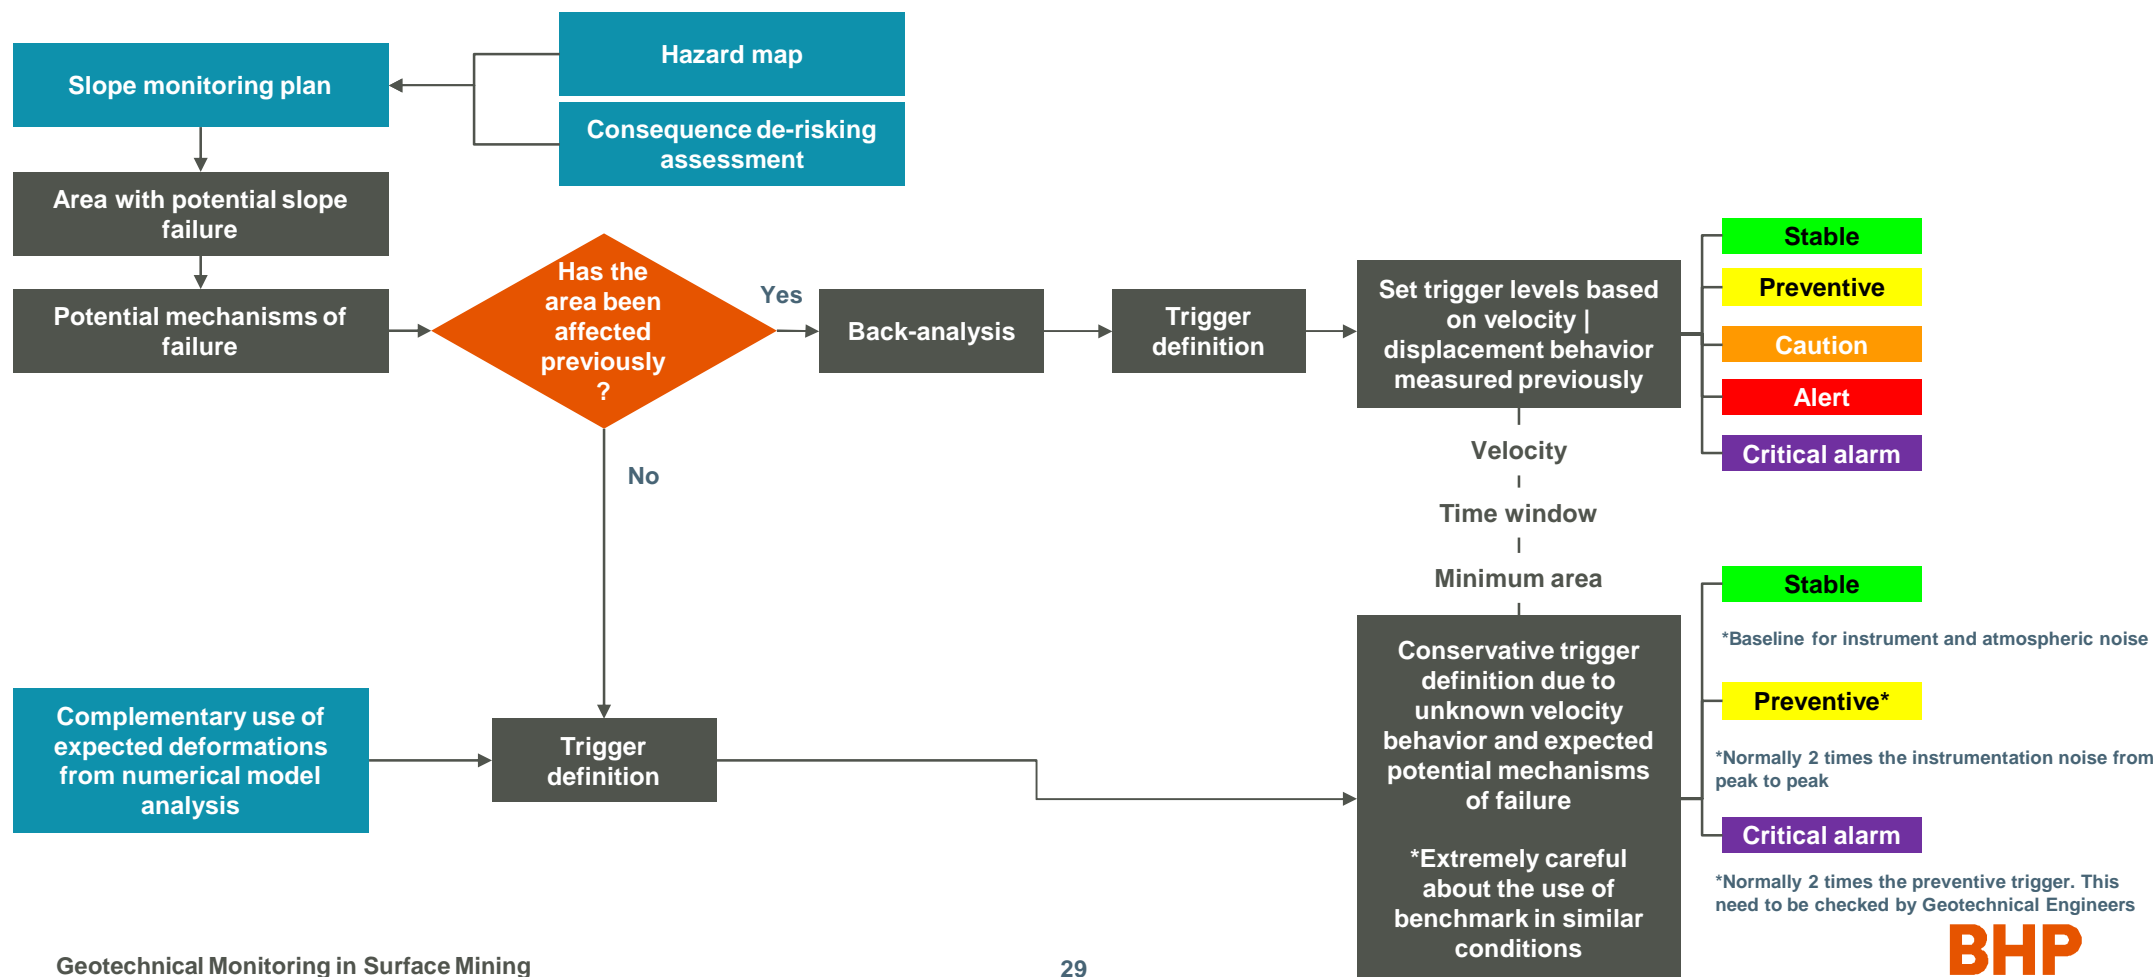 Hazard map
Slope monitoring plan
Consequence de-risking
assessment
Area with potential slope
failure
Potential mechanisms of
failure
Has the
area been
affected
previously
?
Yes
No
Back-analysis
Trigger
definition
Set trigger levels based
on velocity |
displacement behavior
measured previously
Stable
Preventive
Caution
Alert
Critical alarm
Velocity
Time window
Minimum area
Complementary use of
expected deformations
from numerical model
analysis
Trigger
definition
Conservative trigger
definition due to
unknown velocity
behavior and expected
potential mechanisms
of failure
*Extremely careful
about the use of
benchmark in similar
conditions
Stable
*Baseline for instrument and atmospheric noise
Preventive*
*Normally 2 times the instrumentation noise from
peak to peak
Critical alarm
*Normally 2 times the preventive trigger. This
need to be checked by Geotechnical Engineers
Geotechnical Monitoring in Surface Mining
29
BHP